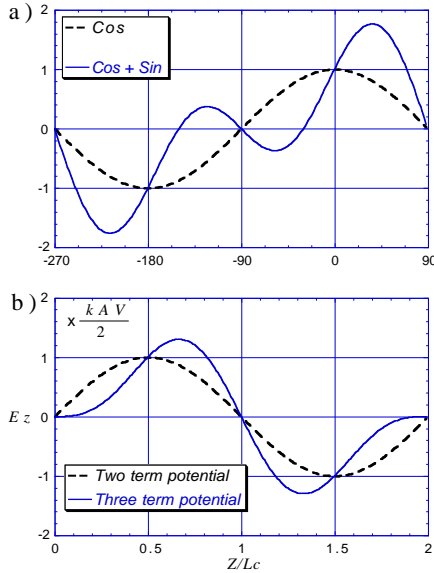 a )
2
Cos
Cos + Sin
1
0
-1
-2
-270 -180 -90 0 90
b )
2
x k A V
2
1
E z 0
-1
Two term potential
Three term potential
-2
0 0.5 1 1.5 2
Z/Lc